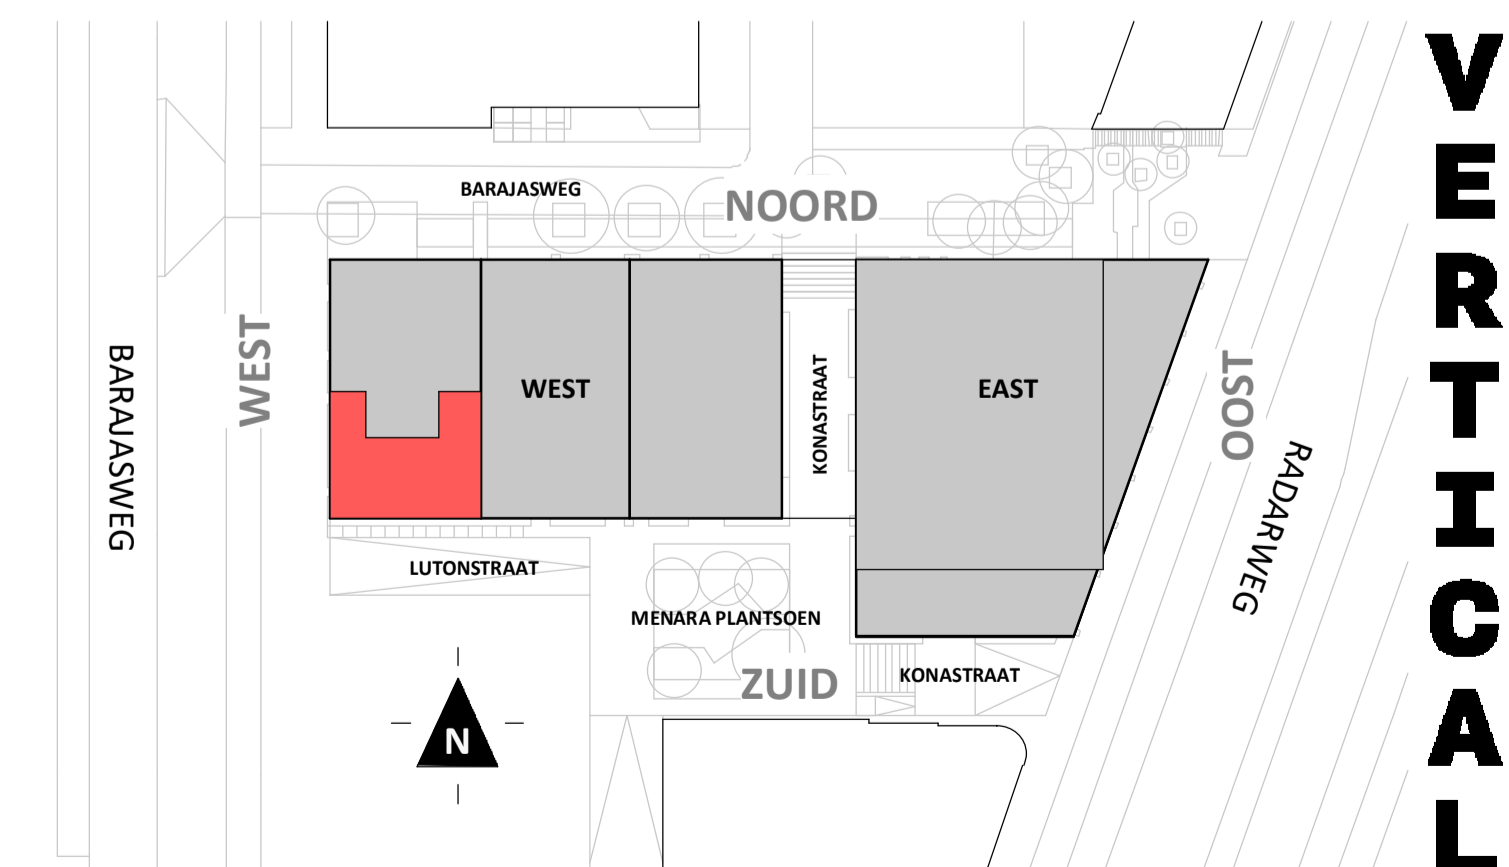 BARAJASWEG
NOORD
WEST
BARAJASWEG
WEST
KONASTRAAT
EAST
OOST
RADARWEG
LUTONSTRAAT
MENARA PLANTSOEN
ZUID
KONASTRAAT
N
VERTICAL